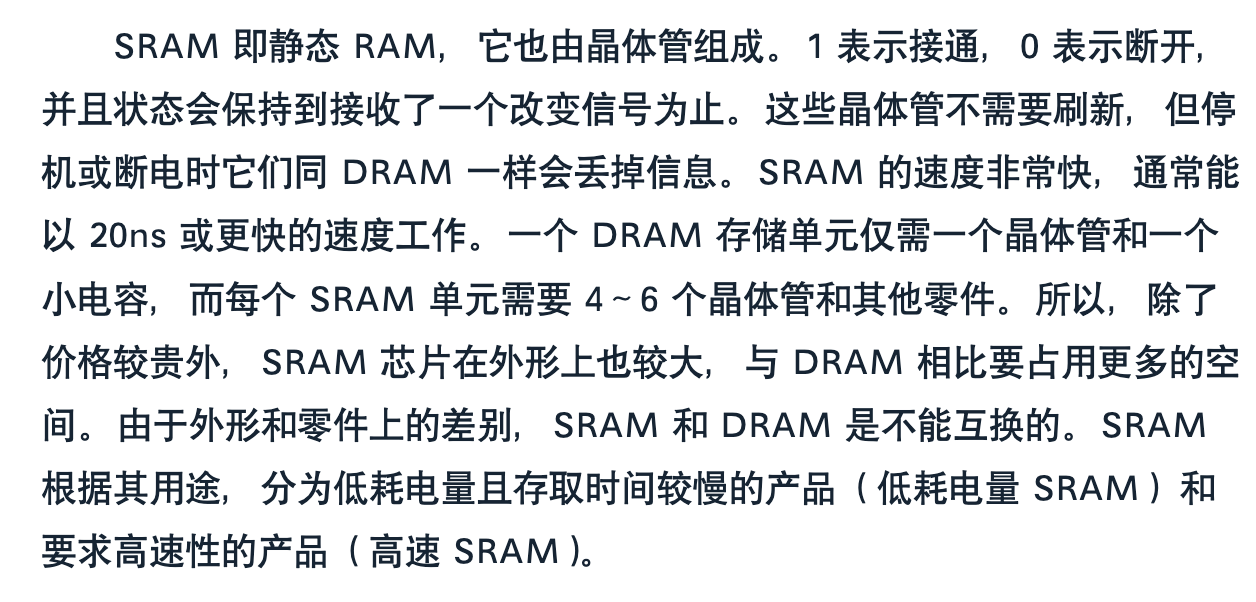 SRAM 即静态 RAM，它也由晶体管组成。1 表示接通，0 表示断开，
并且状态会保持到接收了一个改变信号为止。这些晶体管不需要刷新，但停
机或断电时它们同 DRAM 一样会丢掉信息。SRAM 的速度非常快，通常能
以 20ns 或更快的速度工作。一个 DRAM 存储单元仅需一个晶体管和一个
小电容，而每个 SRAM 单元需要 4~6 个晶体管和其他零件。所以，除了
价格较贵外，SRAM 芯片在外形上也较大，与 DRAM 相比要占用更多的空
间。由于外形和零件上的差别，SRAM 和 DRAM 是不能互换的。SRAM
根据其用途，分为低耗电量且存取时间较慢的产品（低耗电量 SRAM）和
要求高速性的产品（高速 SRAM）。